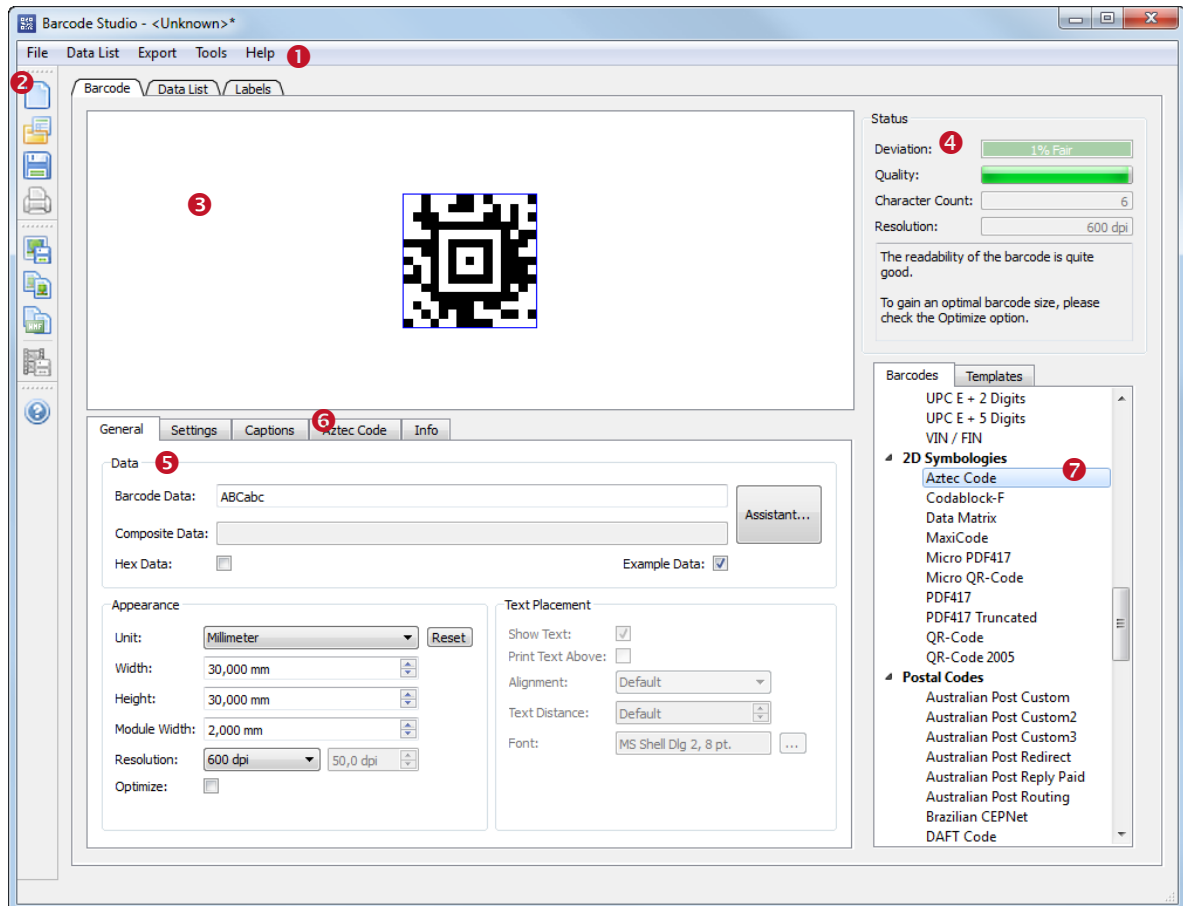 Barcode Studio - <Unknown>*
File Data List Export Tools Help 1
2
Barcode Data List Labels
3
Status
Deviation: 4 1% Fair
Quality:
Character Count: 6
Resolution: 600 dpi
The readability of the barcode is quite
good.
To gain an optimal barcode size, please
check the Optimize option.
WMF
General Settings Captions 6 Aztec Code Info
Data 5
Barcode Data: ABCabc
Assistant...
Composite Data:
Hex Data: Example Data:
Appearance
Unit: Millimeter Reset
Width: 30,000 mm
Height: 30,000 mm
Module Width: 2,000 mm
Resolution: 600 dpi 50,0 dpi
Optimize:
Text Placement
Show Text:
Print Text Above:
Alignment: Default
Text Distance: Default
Font: MS Shell Dlg 2, 8 pt. ...
Barcodes Templates
UPC E + 2 Digits
UPC E + 5 Digits
VIN / FIN
2D Symbologies
Aztec Code 7
Codablock-F
Data Matrix
MaxiCode
Micro PDF417
Micro QR-Code
PDF417
PDF417 Truncated
QR-Code
QR-Code 2005
Postal Codes
Australian Post Custom
Australian Post Custom2
Australian Post Custom3
Australian Post Redirect
Australian Post Reply Paid
Australian Post Routing
Brazilian CEPNet
DAFT Code